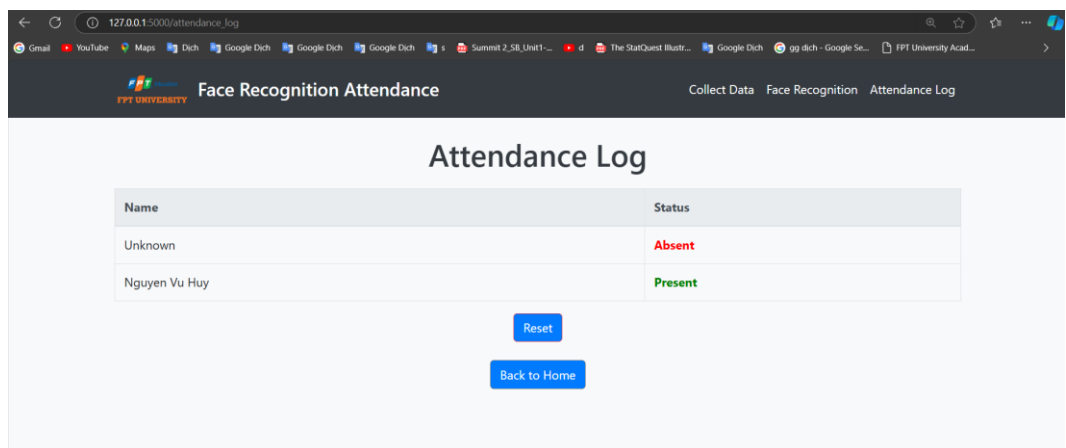 127.0.0.1:5000/attendance_log
Gmail YouTube Maps Dich Google Dich Google Dich Google Dich s Summit 2_SB_Unit1-... d The StatQuest Illustr... Google Dich gg dich - Google Se... FPT University Acad...
FPT UNIVERSITY Face Recognition Attendance Collect Data Face Recognition Attendance Log
Attendance Log
Name Status
Unknown Absent
Nguyen Vu Huy Present
Reset
Back to Home